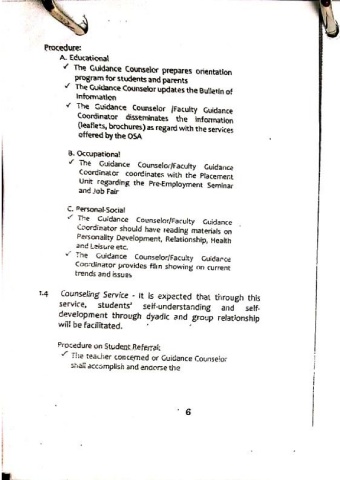 Procedure:
A. Educational
✓ The Guidance Counselor prepares orientation
program for students and parents
✓ The Guidance Counselor updates the Bulletin of
Information
✓ The Guidance Counselor /Faculty Guidance
Coordinator disseminates the information
(leaflets, brochures) as regard with the services
offered by the OSA
B. Occupational
✓ The Guidance Counselor/Faculty Guidance
Coordinator coordinates with the Placement
Unit regarding the Pre-Employment Seminar
and Job Fair
C. Personal-Social
✓ The Guidance Counselor/Faculty Guidance
Coordinator should have reading materials on
Personality Development, Relationship, Health
and Leisure etc.
✓ The Guidance Counselor/Faculty Guidance
Coordinator provides film showing on current
trends and issues
1.4 Counseling Service - It is expected that through this
service, students' self-understanding and self-
development through dyadic and group relationship
will be facilitated.
Procedure on Student Referral:
✓ The teacher concerned or Guidance Counselor
shall accomplish and endorse the
6